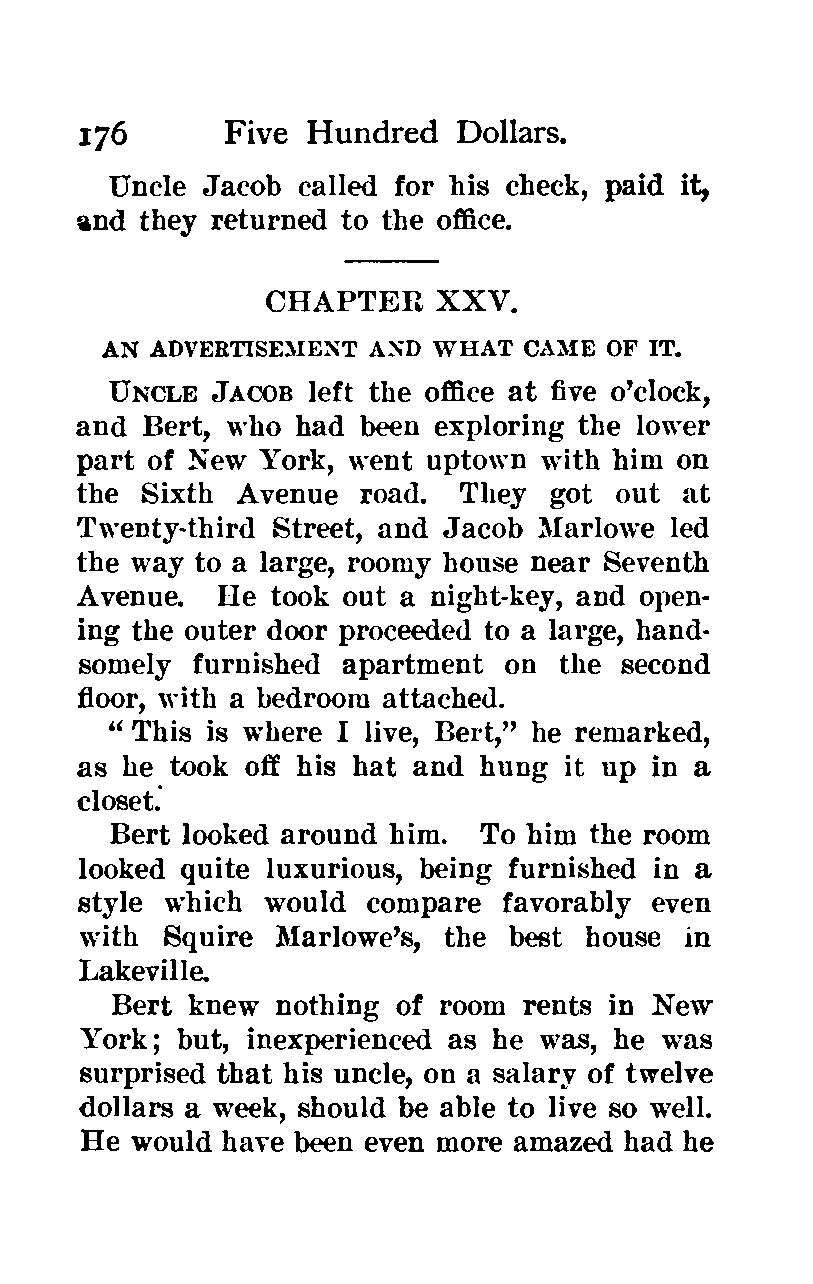 176 Five Hundred Dollars.
Uncle Jacob called for his check, paid it,
and they returned to the office.
CHAPTER XXV.
AN ADVERTISEMENT AND WHAT CAME OF IT.
UNCLE JACOB left the office at five o'clock,
and Bert, who had been exploring the lower
part of New York, went uptown with him on
the Sixth Avenue road. They got out at
Twenty-third Street, and Jacob Marlowe led
the way to a large, roomy house near Seventh
Avenue. He took out a night-key, and open-
ing the outer door proceeded to a large, hand-
somely furnished apartment on the second
floor, with a bedroom attached.
“This is where I live, Bert,” he remarked,
as he took off his hat and hung it up in a
closet.
Bert looked around him. To him the room
looked quite luxurious, being furnished in a
style which would compare favorably even
with Squire Marlowe's, the best house in
Lakeville.
Bert knew nothing of room rents in New
York; but, inexperienced as he was, he was
surprised that his uncle, on a salary of twelve
dollars a week, should be able to live so well.
He would have been even more amazed had he